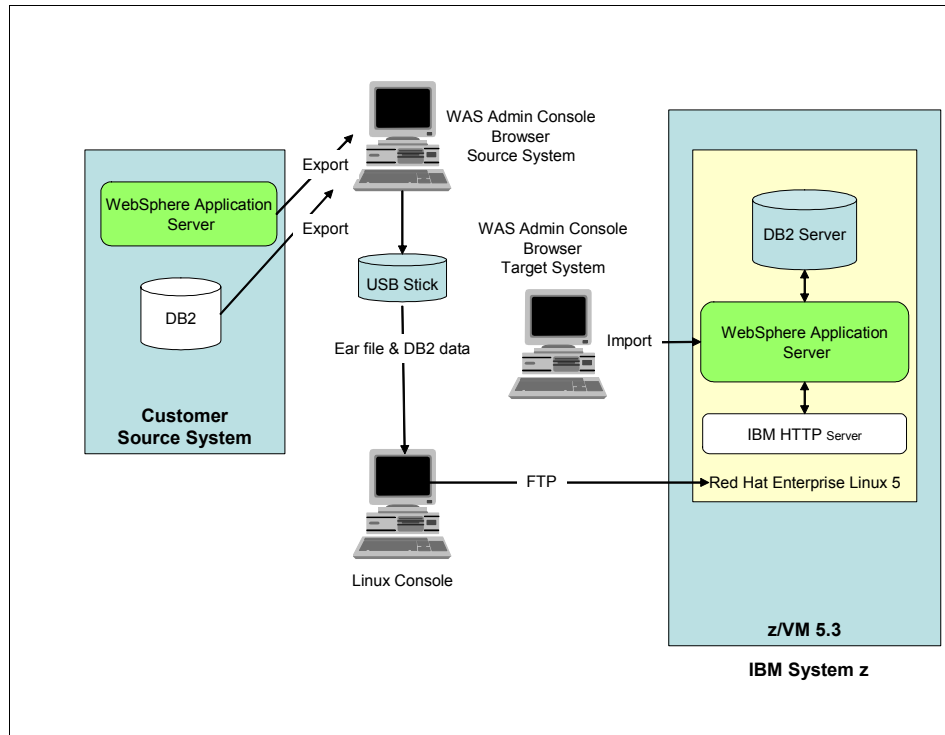 WebSphere Application
Server
DB2
Customer
Source System
Export
Export
WAS Admin Console
Browser
Source System
USB Stick
Ear file & DB2 data
Linux Console
FTP
WAS Admin Console
Browser
Target System
Import
DB2 Server
WebSphere Application
Server
IBM HTTP Server
Red Hat Enterprise Linux 5
z/VM 5.3
IBM System z